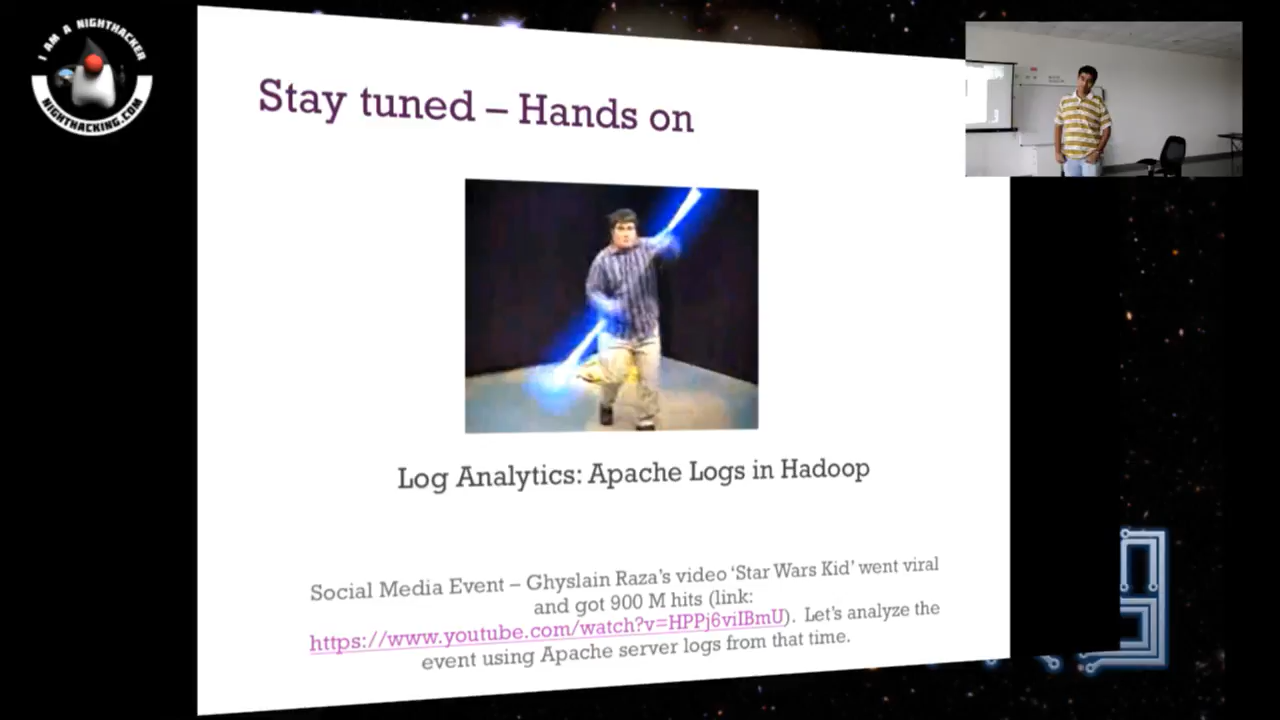 I AM A NIGHTHACKER
NIGHTHACKING.COM
Stay tuned – Hands on
Log Analytics: Apache Logs in Hadoop
Social Media Event – Ghyslain Raza's video 'Star Wars Kid' went viral
and got 900 M hits (link:
https://www.youtube.com/watch?v=HPPj6viIBmU). Let's analyze the
event using Apache server logs from that time.